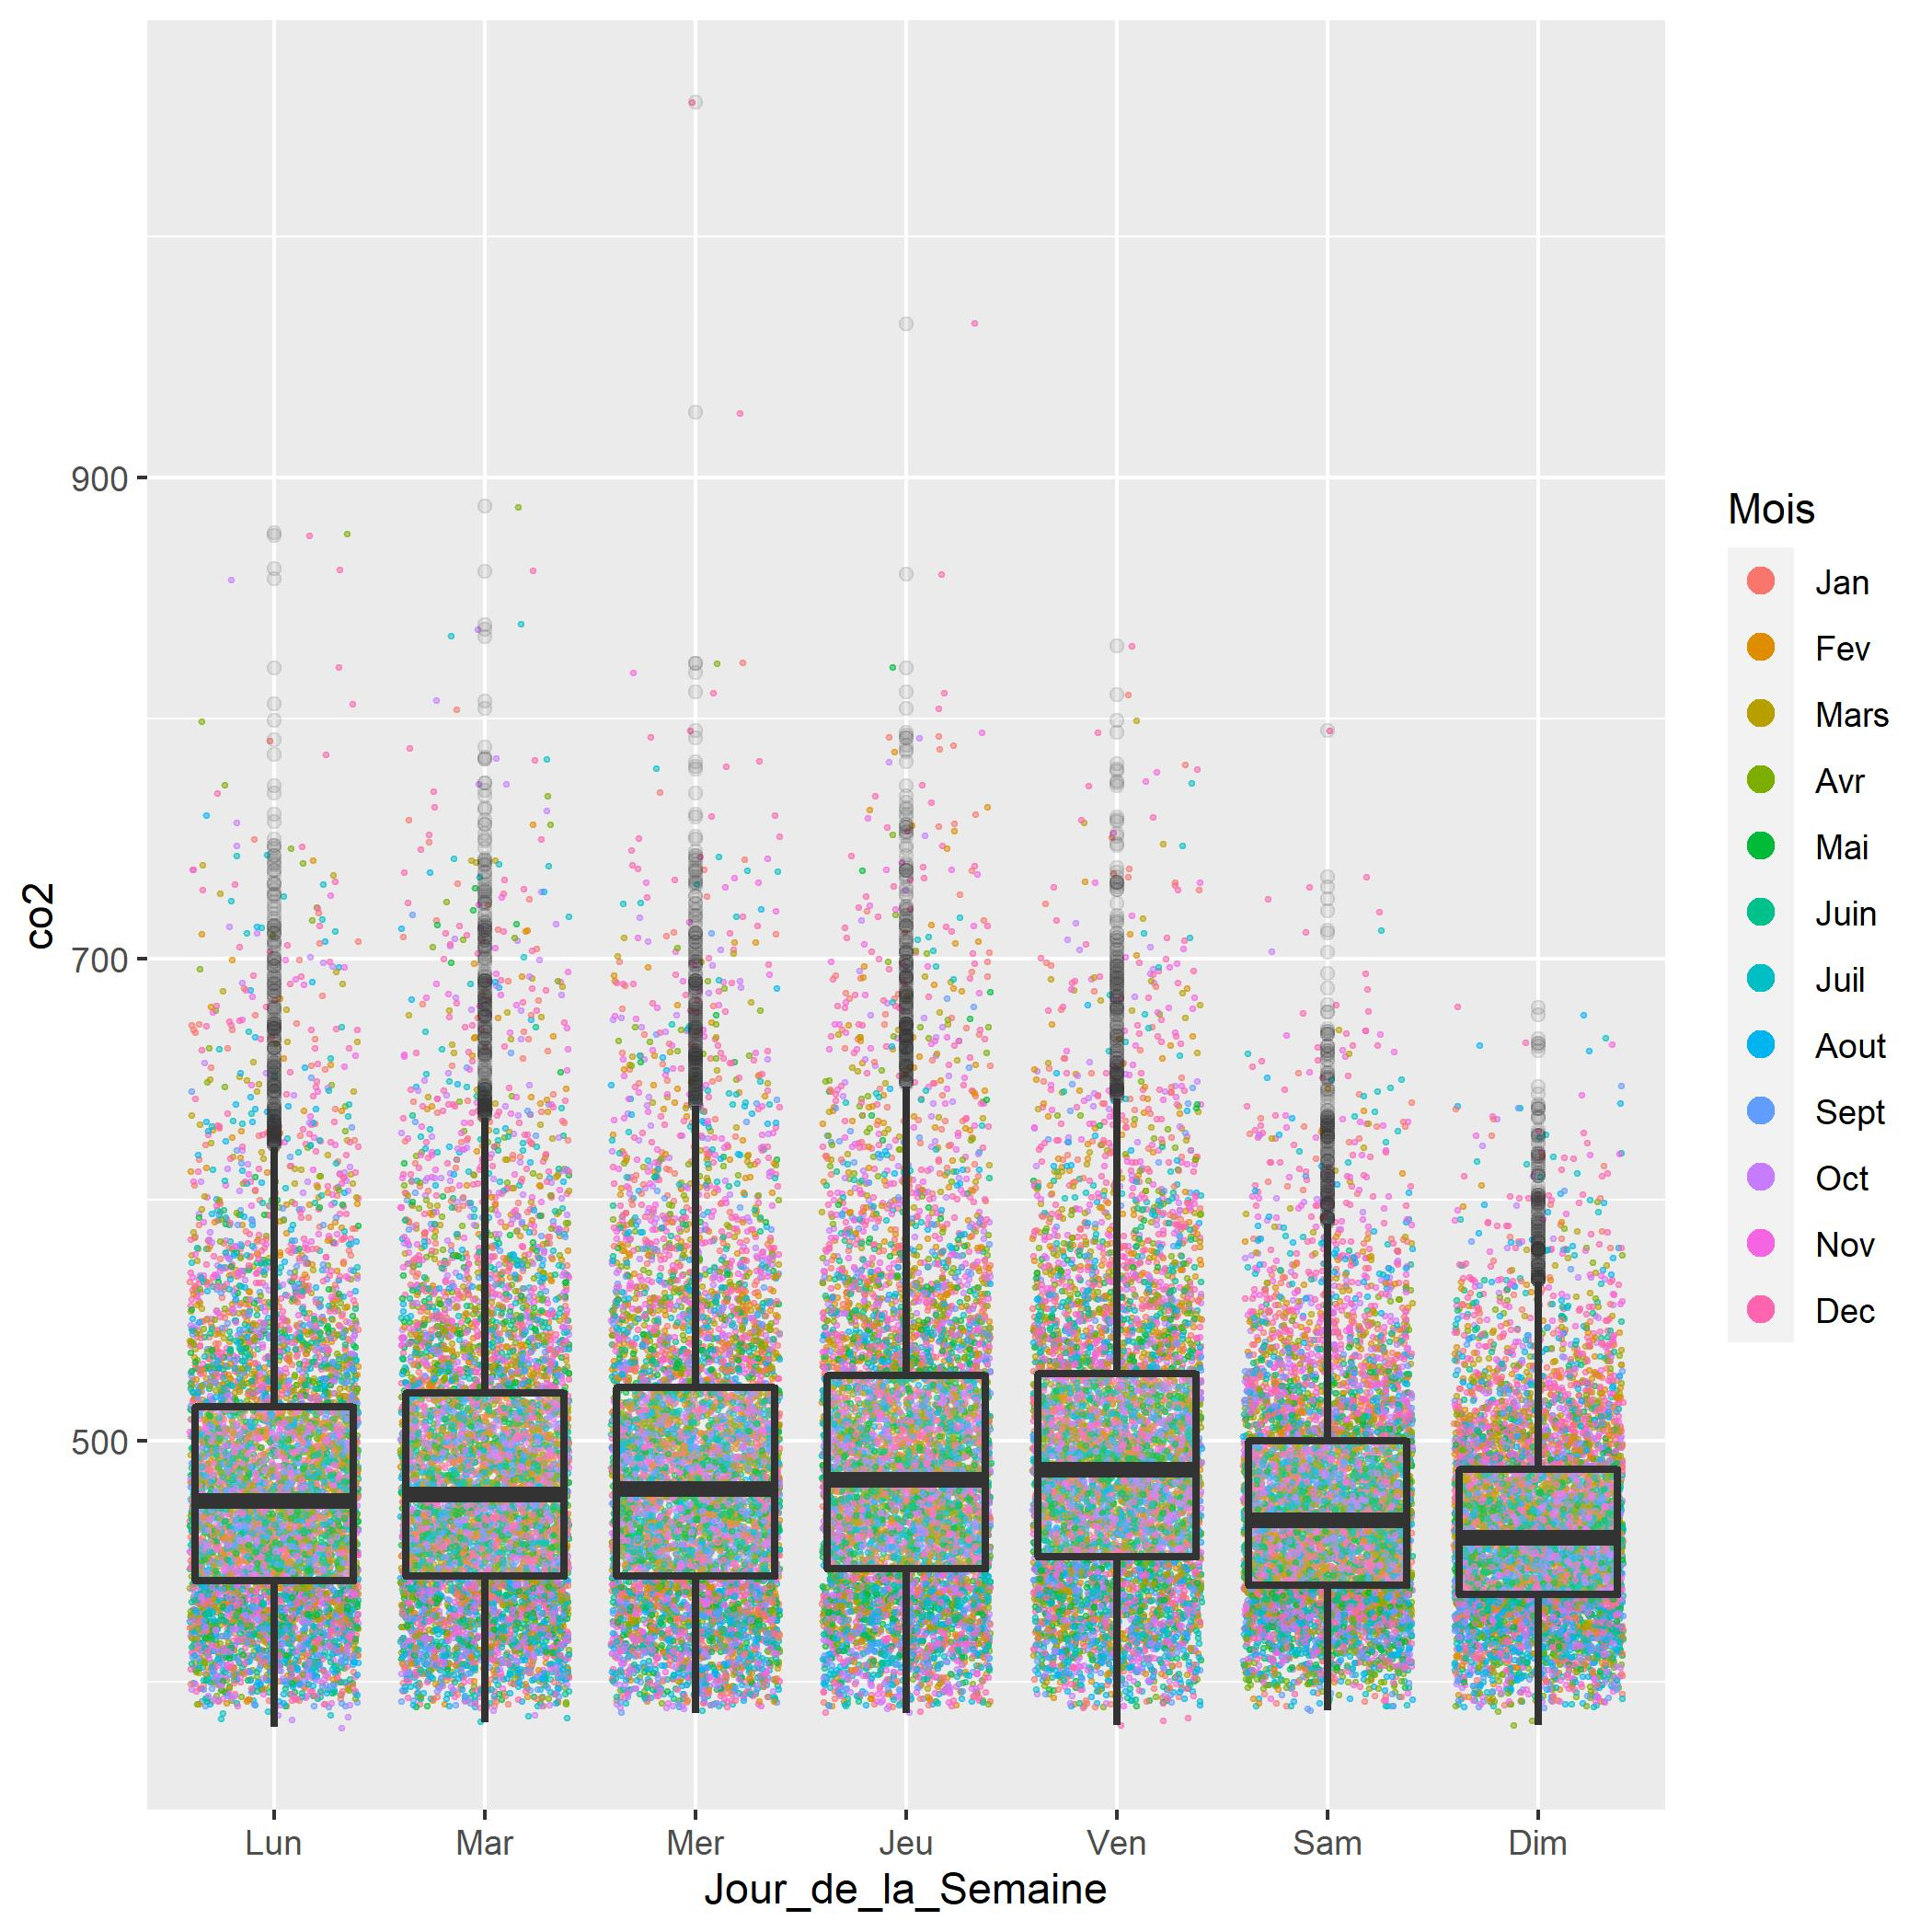 co2
900
700
500
Lun Mar Mer Jeu Ven Sam Dim
Jour_de_la_Semaine
Mois
Jan
Fev
Mars
Avr
Mai
Juin
Juil
Aout
Sept
Oct
Nov
Dec